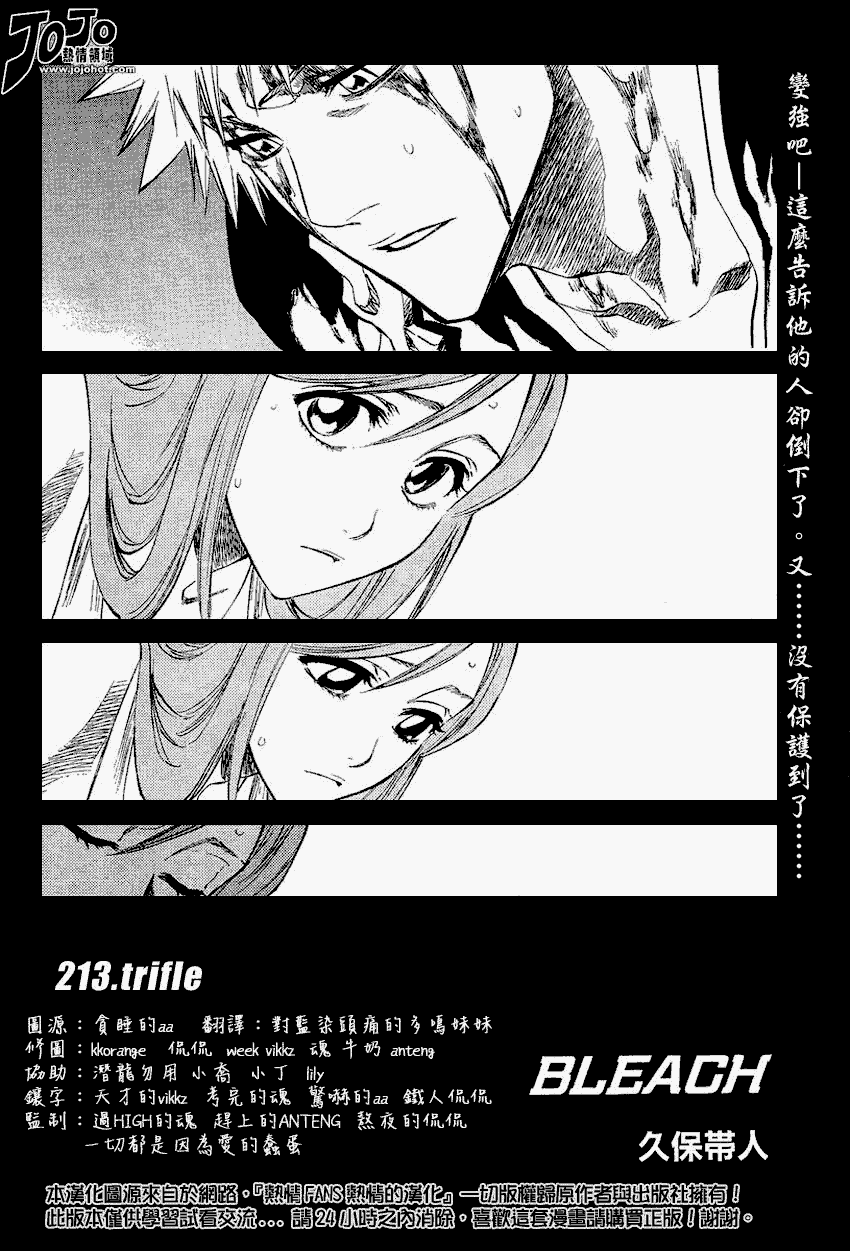 JOJO
熱情領域
www.jojohot.com
變強吧—這麼告訴他的人卻倒下了。又……沒有保護到了……
213.trifle
圖源：貪睡的aa 翻譯：對藍染頭痛的多嗎妹妹
修圖：kkorange 侃侃 week vikkz 魂 牛奶 anteng
協助：潛龍勿用 小喬 小丁 lily
鑲字：天才的vikkz 考完的魂 驚嚇的aa 鐵人侃侃
監制：過HIGH的魂 趕上的ANTENG 熬夜的侃侃
一切都是因為愛的蠢蛋
BLEACH
久保帯人
本漢化圖源來自於網路，『熱情FANS熱情的漢化』一切版權歸原作者與出版社擁有！
此版本僅供學習試看交流... 請24小時之內消除，喜歡這套漫畫請購買正版！謝謝。